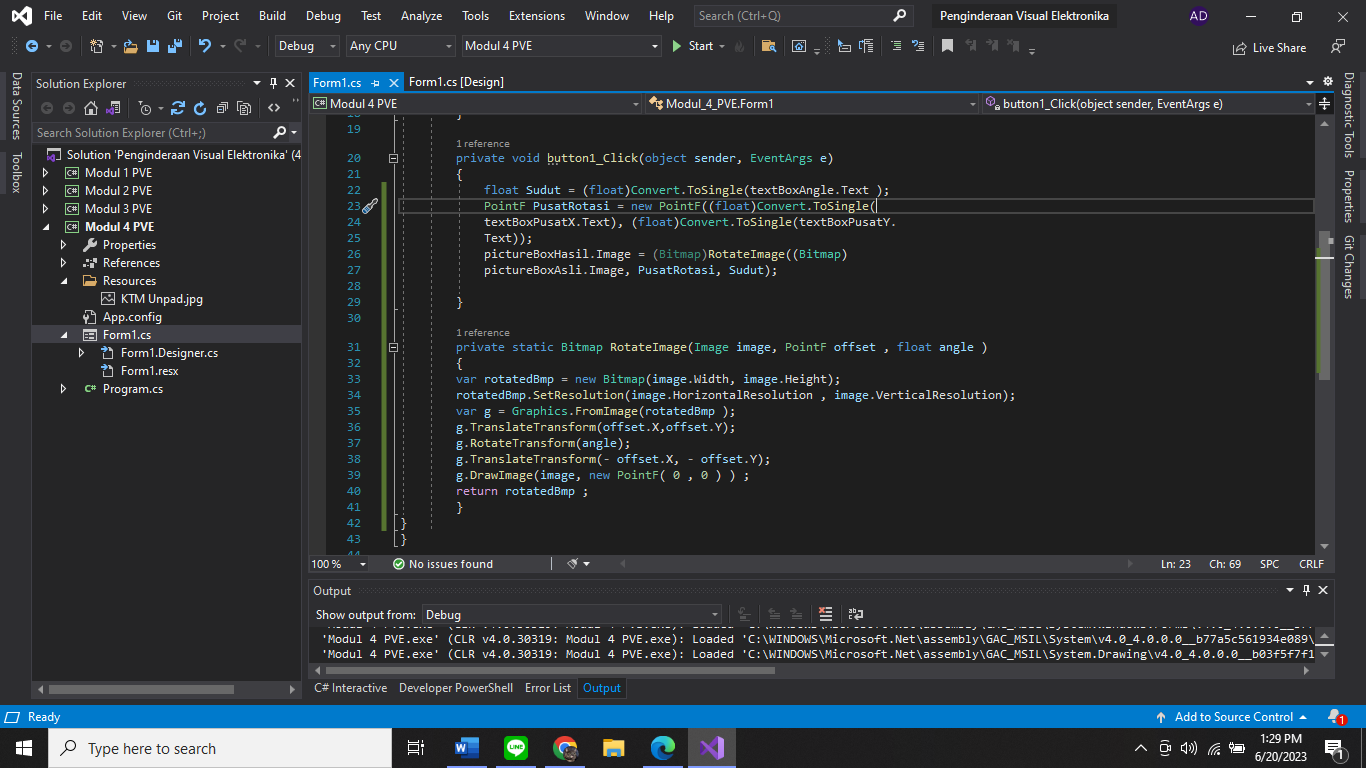 File Edit View Git Project Build Debug Test Analyze Tools Extensions Window Help Search (Ctrl+Q) Penginderaan Visual Elektronika AD
Debug Any CPU Modul 4 PVE Start Live Share
Data Sources
Toolbox
Solution Explorer
Search Solution Explorer (Ctrl+;)
Solution 'Penginderaan Visual Elektronika' (4
Modul 1 PVE
Modul 2 PVE
Modul 3 PVE
Modul 4 PVE
Properties
References
Resources
KTM Unpad.jpg
App.config
Form1.cs
Form1.Designer.cs
Form1.resx
Program.cs
Form1.cs Form1.cs [Design]
Modul 4 PVE Modul_4_PVE.Form1 button1_Click(object sender, EventArgs e)
18 }
19
1 reference
20 private void button1_Click(object sender, EventArgs e)
21 {
22 float Sudut = (float)Convert.ToSingle(textBoxAngle.Text );
23 PointF PusatRotasi = new PointF((float)Convert.ToSingle(
24 textBoxPusatX.Text), (float)Convert.ToSingle(textBoxPusatY.
25 Text));
26 pictureBoxHasil.Image = (Bitmap)RotateImage((Bitmap)
27 pictureBoxAsli.Image, PusatRotasi, Sudut);
28
29 }
30
1 reference
31 private static Bitmap RotateImage(Image image, PointF offset , float angle )
32 {
33 var rotatedBmp = new Bitmap(image.Width, image.Height);
34 rotatedBmp.SetResolution(image.HorizontalResolution , image.VerticalResolution);
35 var g = Graphics.FromImage(rotatedBmp );
36 g.TranslateTransform(offset.X,offset.Y);
37 g.RotateTransform(angle);
38 g.TranslateTransform(- offset.X, - offset.Y);
39 g.DrawImage(image, new PointF( 0 , 0 ) ) ;
40 return rotatedBmp ;
41 }
42 }
43 }
44
100 % No issues found Ln: 23 Ch: 69 SPC CRLF
Diagnostic Tools
Properties
Git Changes
Output
Show output from: Debug
'Modul 4 PVE.exe' (CLR v4.0.30319: Modul 4 PVE.exe): Loaded 'C:\WINDOWS\Microsoft.Net\assembly\GAC_MSIL\System\v4.0_4.0.0.0__b77a5c561934e089\
'Modul 4 PVE.exe' (CLR v4.0.30319: Modul 4 PVE.exe): Loaded 'C:\WINDOWS\Microsoft.Net\assembly\GAC_MSIL\System.Drawing\v4.0_4.0.0.0__b03f5f7f1
C# Interactive Developer PowerShell Error List Output
Ready Add to Source Control 1
Type here to search
1:29 PM
6/20/2023
1